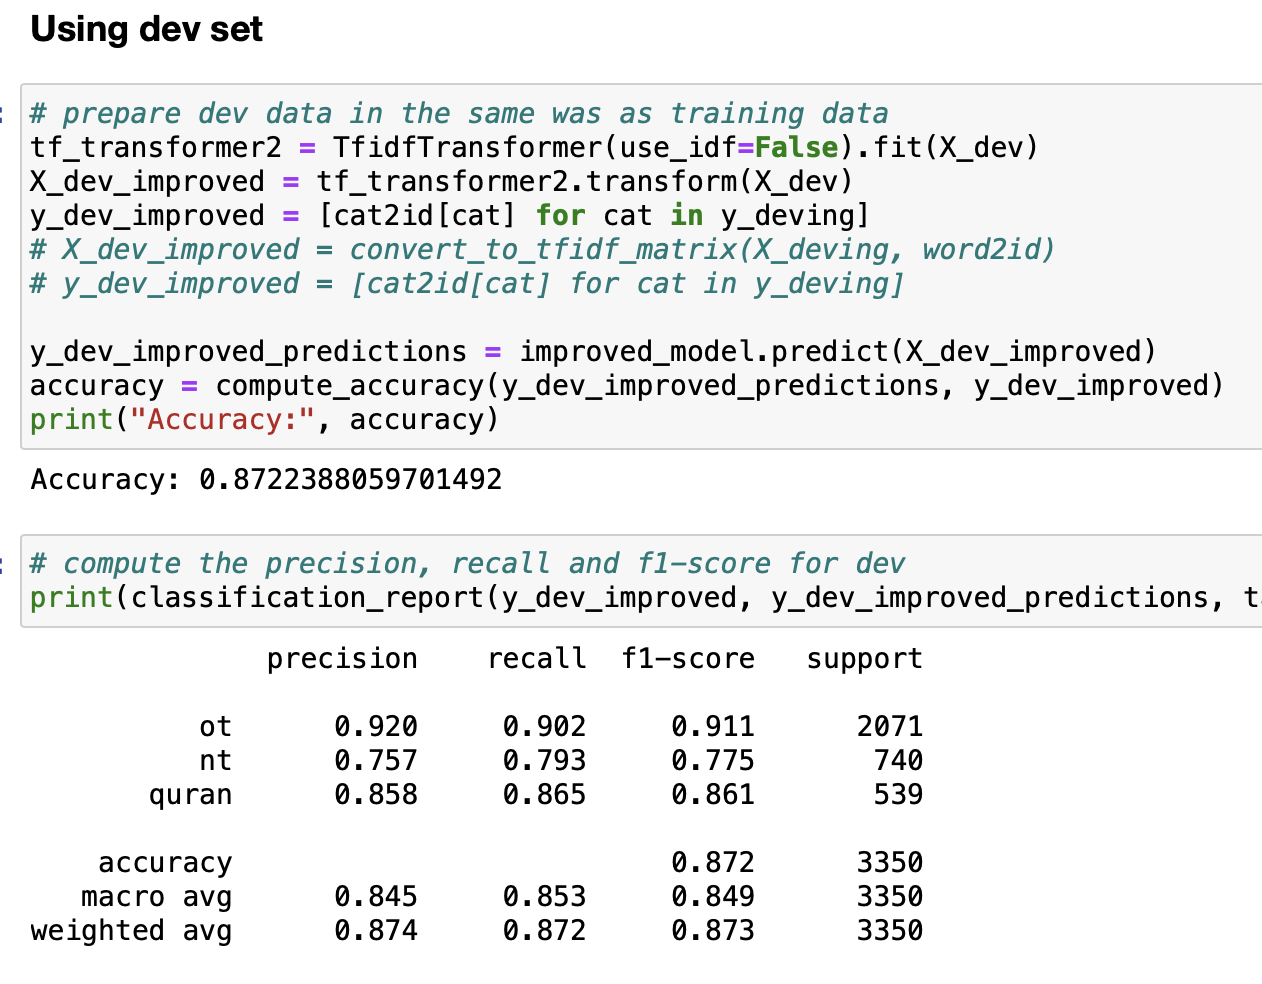 Using dev set
# prepare dev data in the same was as training data
tf_transformer2 = TfidfTransformer(use_idf=False).fit(X_dev)
X_dev_improved = tf_transformer2.transform(X_dev)
y_dev_improved = [cat2id[cat] for cat in y_deving]
# X_dev_improved = convert_to_tfidf_matrix(X_deving, word2id)
# y_dev_improved = [cat2id[cat] for cat in y_deving]
y_dev_improved_predictions = improved_model.predict(X_dev_improved)
accuracy = compute_accuracy(y_dev_improved_predictions, y_dev_improved)
print("Accuracy:", accuracy)
Accuracy: 0.8722388059701492
# compute the precision, recall and f1-score for dev
print(classification_report(y_dev_improved, y_dev_improved_predictions,
precision recall f1-score support
ot 0.920 0.902 0.911 2071
nt 0.757 0.793 0.775 740
quran 0.858 0.865 0.861 539
accuracy 0.872 3350
macro avg 0.845 0.853 0.849 3350
weighted avg 0.874 0.872 0.873 3350